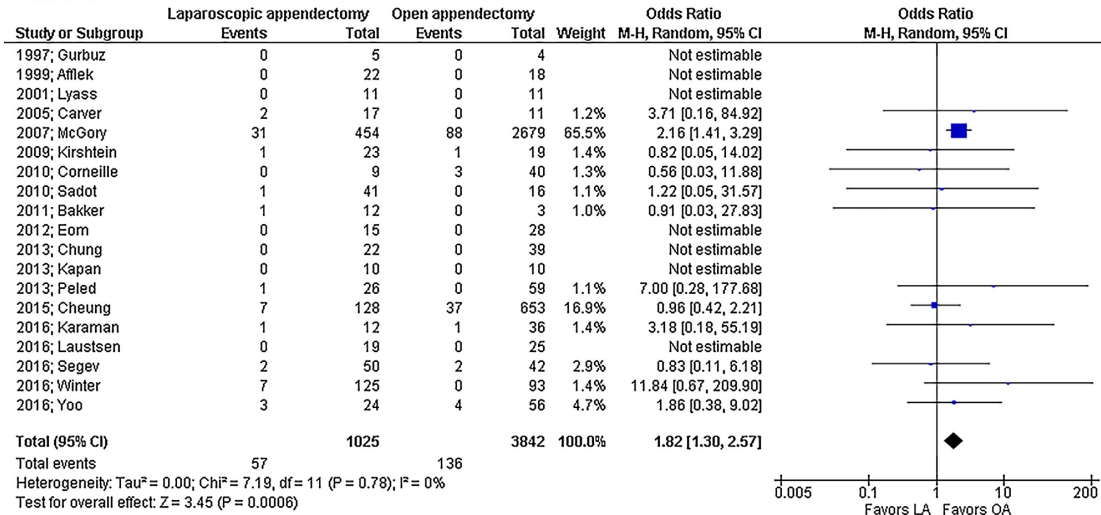 Laparoscopic appendectomy Open appendectomy Odds Ratio Odds Ratio
Study or Subgroup Events Total Events Total Weight M-H, Random, 95% CI M-H, Random, 95% CI
1997; Gurbuz 0 5 0 4 Not estimable
1999; Afflek 0 22 0 18 Not estimable
2001; Lyass 0 11 0 11 Not estimable
2005; Carver 2 17 0 11 1.2% 3.71 [0.16, 84.92]
2007; McGory 31 454 88 2679 65.5% 2.16 [1.41, 3.29]
2009; Kirshtein 1 23 1 19 1.4% 0.82 [0.05, 14.02]
2010; Corneille 0 9 3 40 1.3% 0.56 [0.03, 11.88]
2010; Sadot 1 41 0 16 1.1% 1.22 [0.05, 31.57]
2011; Bakker 1 12 0 3 1.0% 0.91 [0.03, 27.83]
2012; Eom 0 15 0 28 Not estimable
2013; Chung 0 22 0 39 Not estimable
2013; Kapan 0 10 0 10 Not estimable
2013; Peled 1 26 0 59 1.1% 7.00 [0.28, 177.68]
2015; Cheung 7 128 37 653 16.9% 0.96 [0.42, 2.21]
2016; Karaman 1 12 1 36 1.4% 3.18 [0.18, 55.19]
2016; Laustsen 0 19 0 25 Not estimable
2016; Segev 2 50 2 42 2.9% 0.83 [0.11, 6.18]
2016; Winter 7 125 0 93 1.4% 11.84 [0.67, 209.90]
2016; Yoo 3 24 4 56 4.7% 1.86 [0.38, 9.02]
Total (95% CI) 1025 3842 100.0% 1.82 [1.30, 2.57]
Total events 57 136
Heterogeneity: Tau² = 0.00; Chi² = 7.19, df = 11 (P = 0.78); I² = 0%
Test for overall effect: Z = 3.45 (P = 0.0006)
0.005 0.1 1 10 200
Favors LA Favors OA